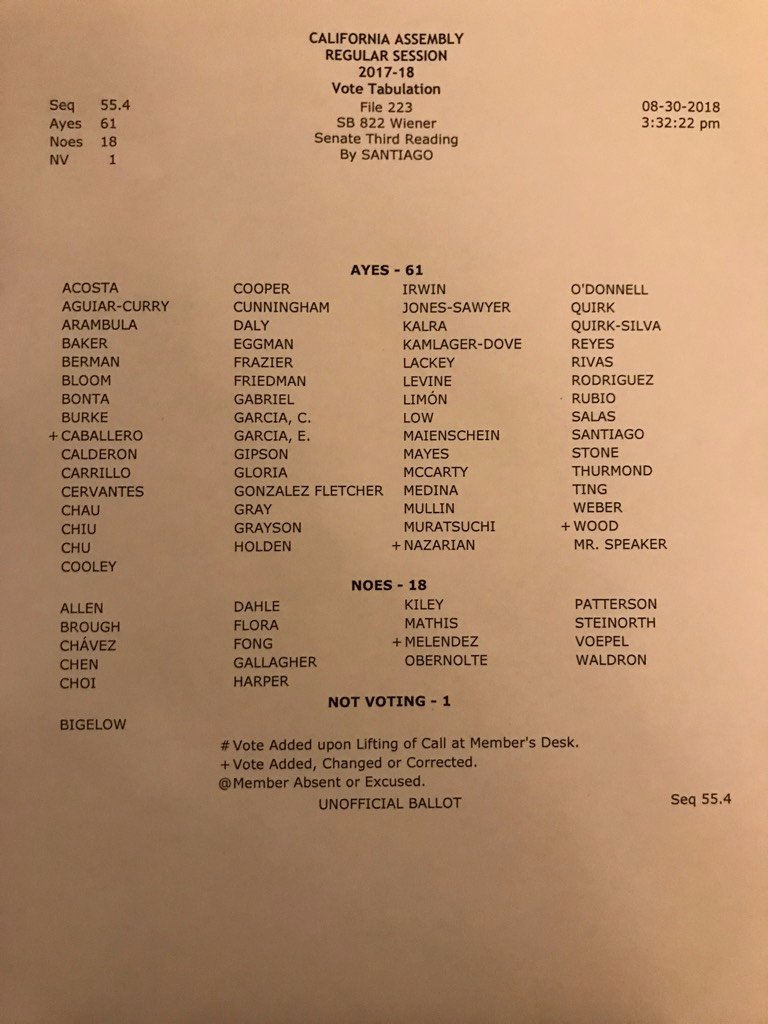 CALIFORNIA ASSEMBLY
REGULAR SESSION
2017-18
Vote Tabulation
Seq 55.4 File 223 08-30-2018
Ayes 61 SB 822 Wiener 3:32:22 pm
Noes 18 Senate Third Reading
NV 1 By SANTIAGO
AYES - 61
ACOSTA COOPER IRWIN O'DONNELL
AGUIAR-CURRY CUNNINGHAM JONES-SAWYER QUIRK
ARAMBULA DALY KALRA QUIRK-SILVA
BAKER EGGMAN KAMLAGER-DOVE REYES
BERMAN FRAZIER LACKEY RIVAS
BLOOM FRIEDMAN LEVINE RODRIGUEZ
BONTA GABRIEL LIMÓN RUBIO
BURKE GARCIA, C. LOW SALAS
+ CABALLERO GARCIA, E. MAIENSCHEIN SANTIAGO
CALDERON GIPSON MAYES STONE
CARRILLO GLORIA MCCARTY THURMOND
CERVANTES GONZALEZ FLETCHER MEDINA TING
CHAU GRAY MULLIN WEBER
CHIU GRAYSON MURATSUCHI + WOOD
CHU HOLDEN + NAZARIAN MR. SPEAKER
COOLEY
NOES - 18
ALLEN DAHLE KILEY PATTERSON
BROUGH FLORA MATHIS STEINORTH
CHÁVEZ FONG + MELENDEZ VOEPEL
CHEN GALLAGHER OBERNOLTE WALDRON
CHOI HARPER
NOT VOTING - 1
BIGELOW
# Vote Added upon Lifting of Call at Member's Desk.
+ Vote Added, Changed or Corrected.
@ Member Absent or Excused.
UNOFFICIAL BALLOT Seq 55.4